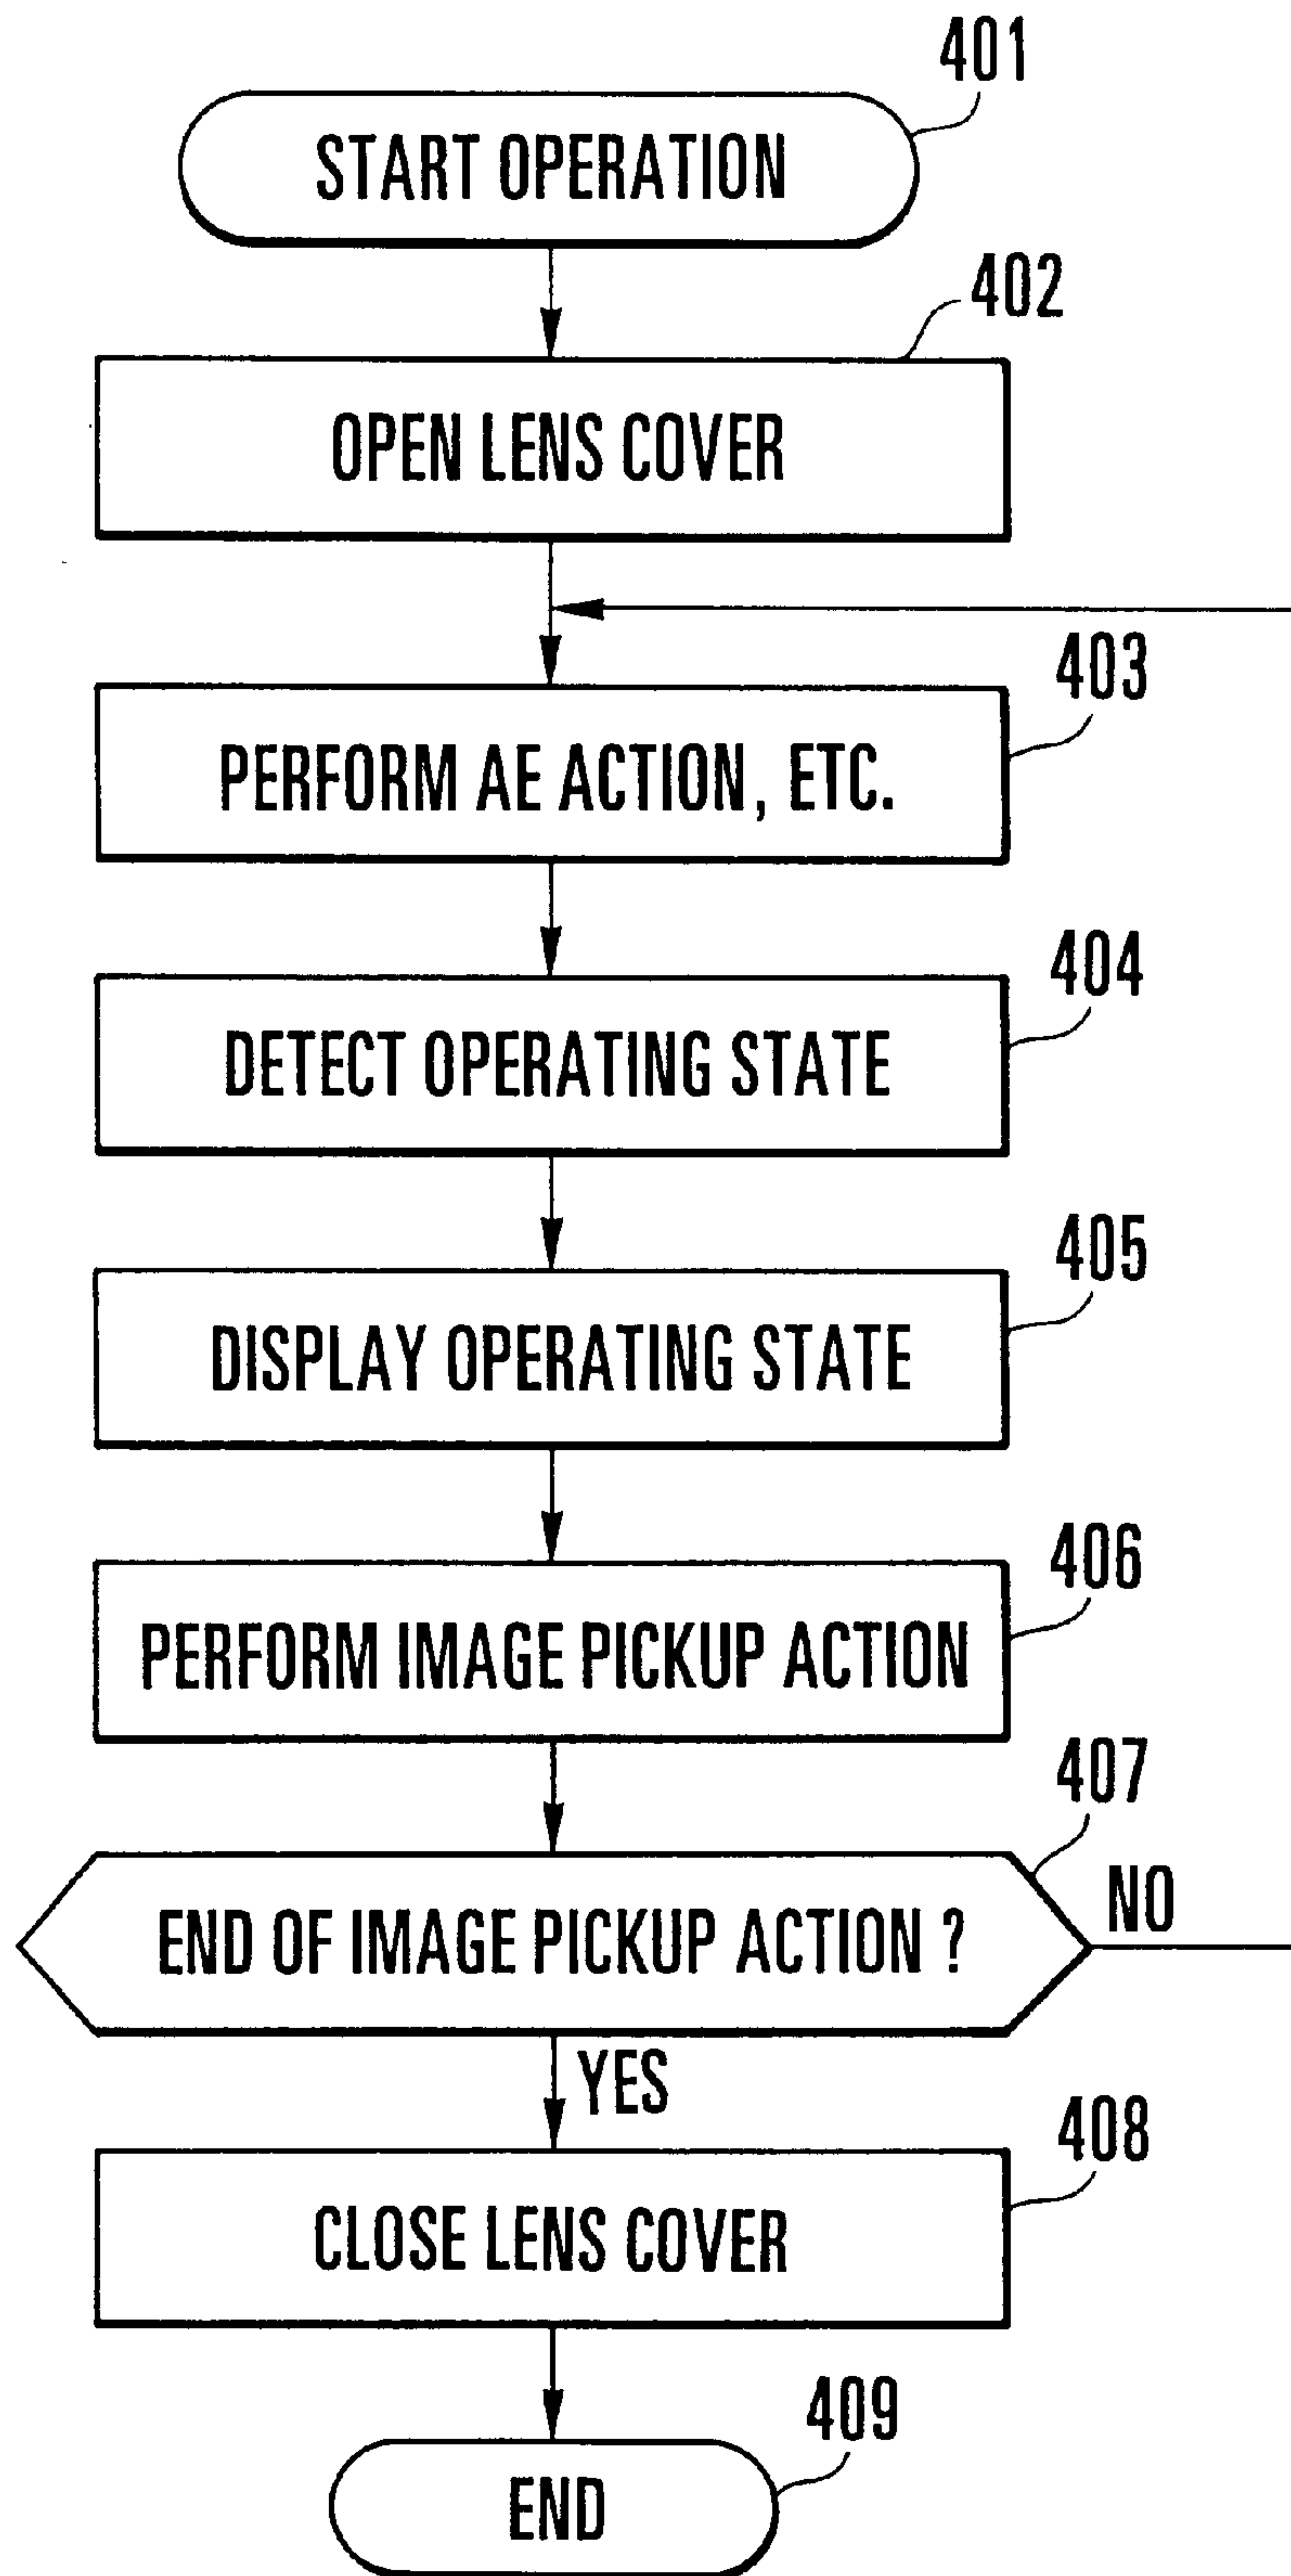 401
START OPERATION
402
OPEN LENS COVER
403
PERFORM AE ACTION, ETC.
404
DETECT OPERATING STATE
405
DISPLAY OPERATING STATE
406
PERFORM IMAGE PICKUP ACTION
407
END OF IMAGE PICKUP ACTION ?
NO
YES
408
CLOSE LENS COVER
409
END